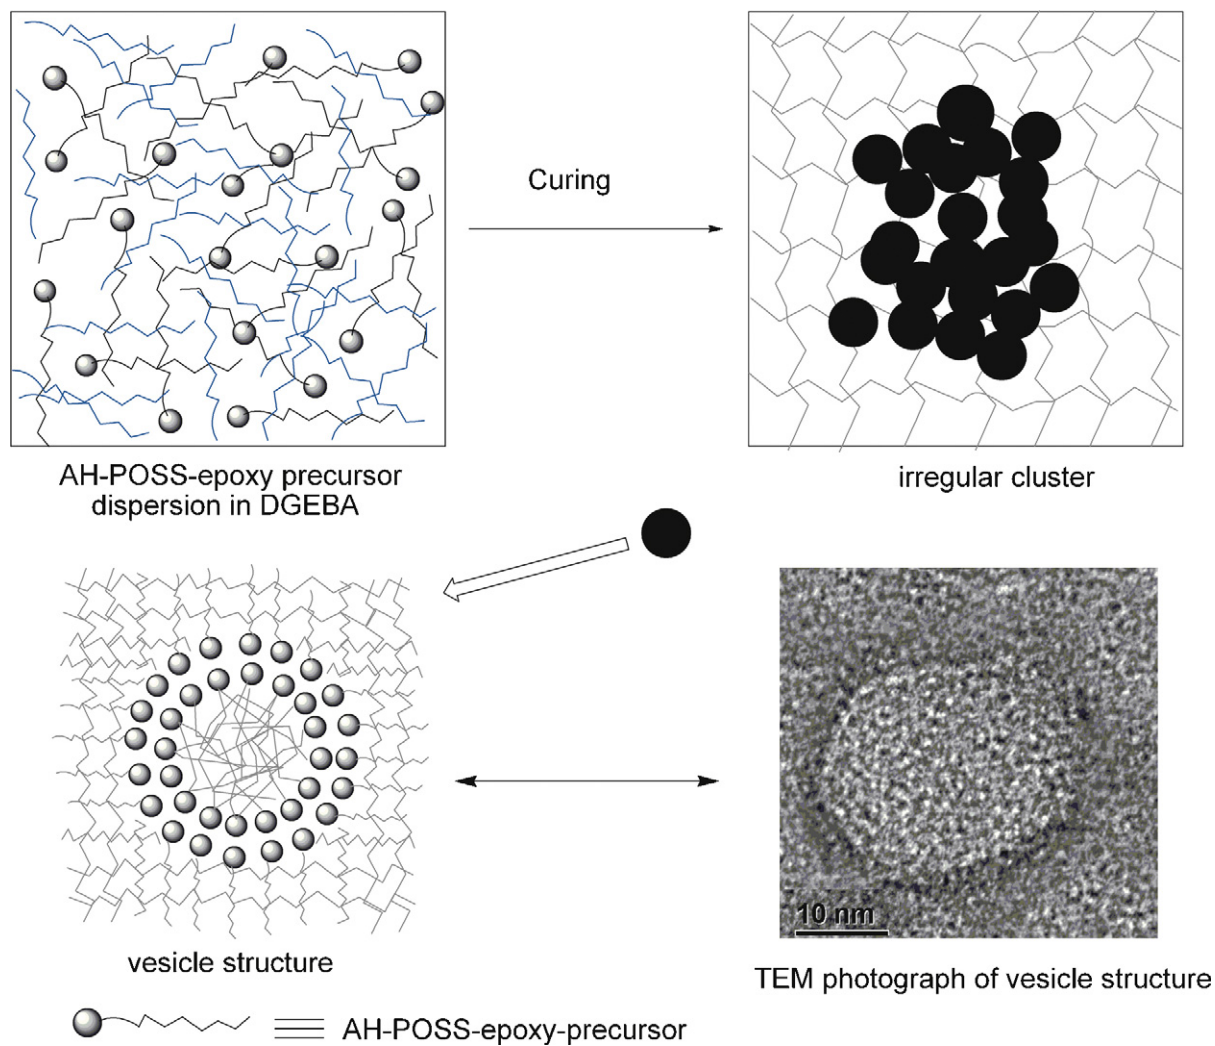 Curing
AH-POSS-epoxy precursor
dispersion in DGEBA
irregular cluster
10 nm
vesicle structure
TEM photograph of vesicle structure
AH-POSS-epoxy-precursor